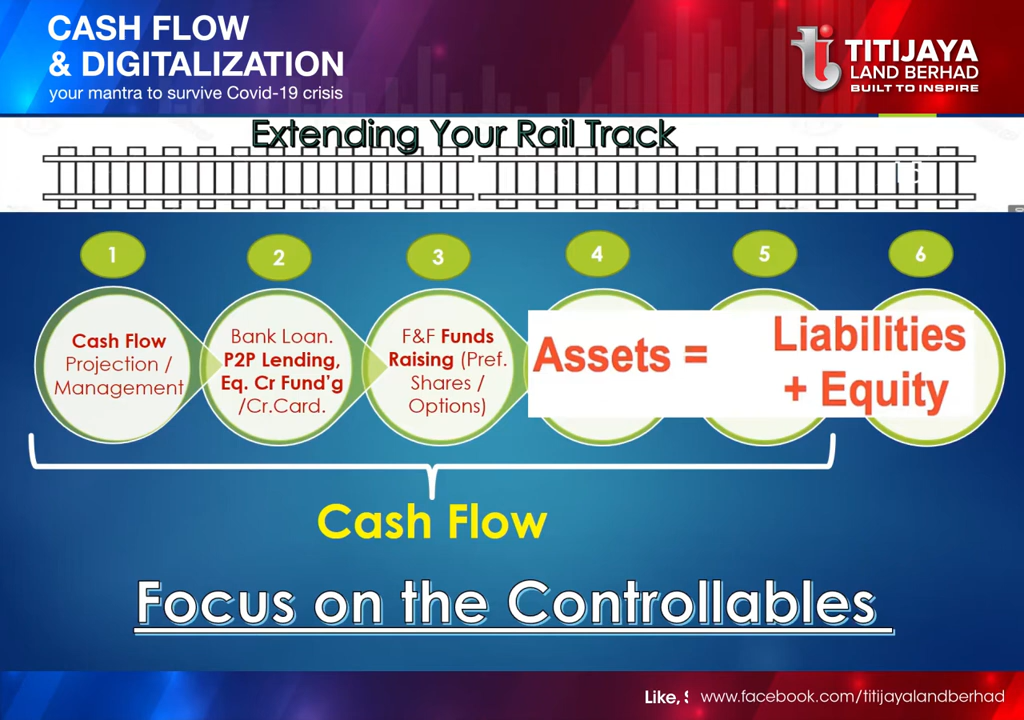 CASH FLOW
& DIGITALIZATION
your mantra to survive Covid-19 crisis
TITIJAYA
LAND BERHAD
BUILT TO INSPIRE
Extending Your Rail Track
1
2
3
4
5
6
Cash Flow
Projection /
Management
Bank Loan.
P2P Lending,
Eq. Cr Fund'g
/Cr.Card.
F&F Funds
Raising (Pref.
Shares /
Options)
Assets =
Liabilities
+ Equity
Cash Flow
Focus on the Controllables
Like,
www.facebook.com/titijayalandberhad